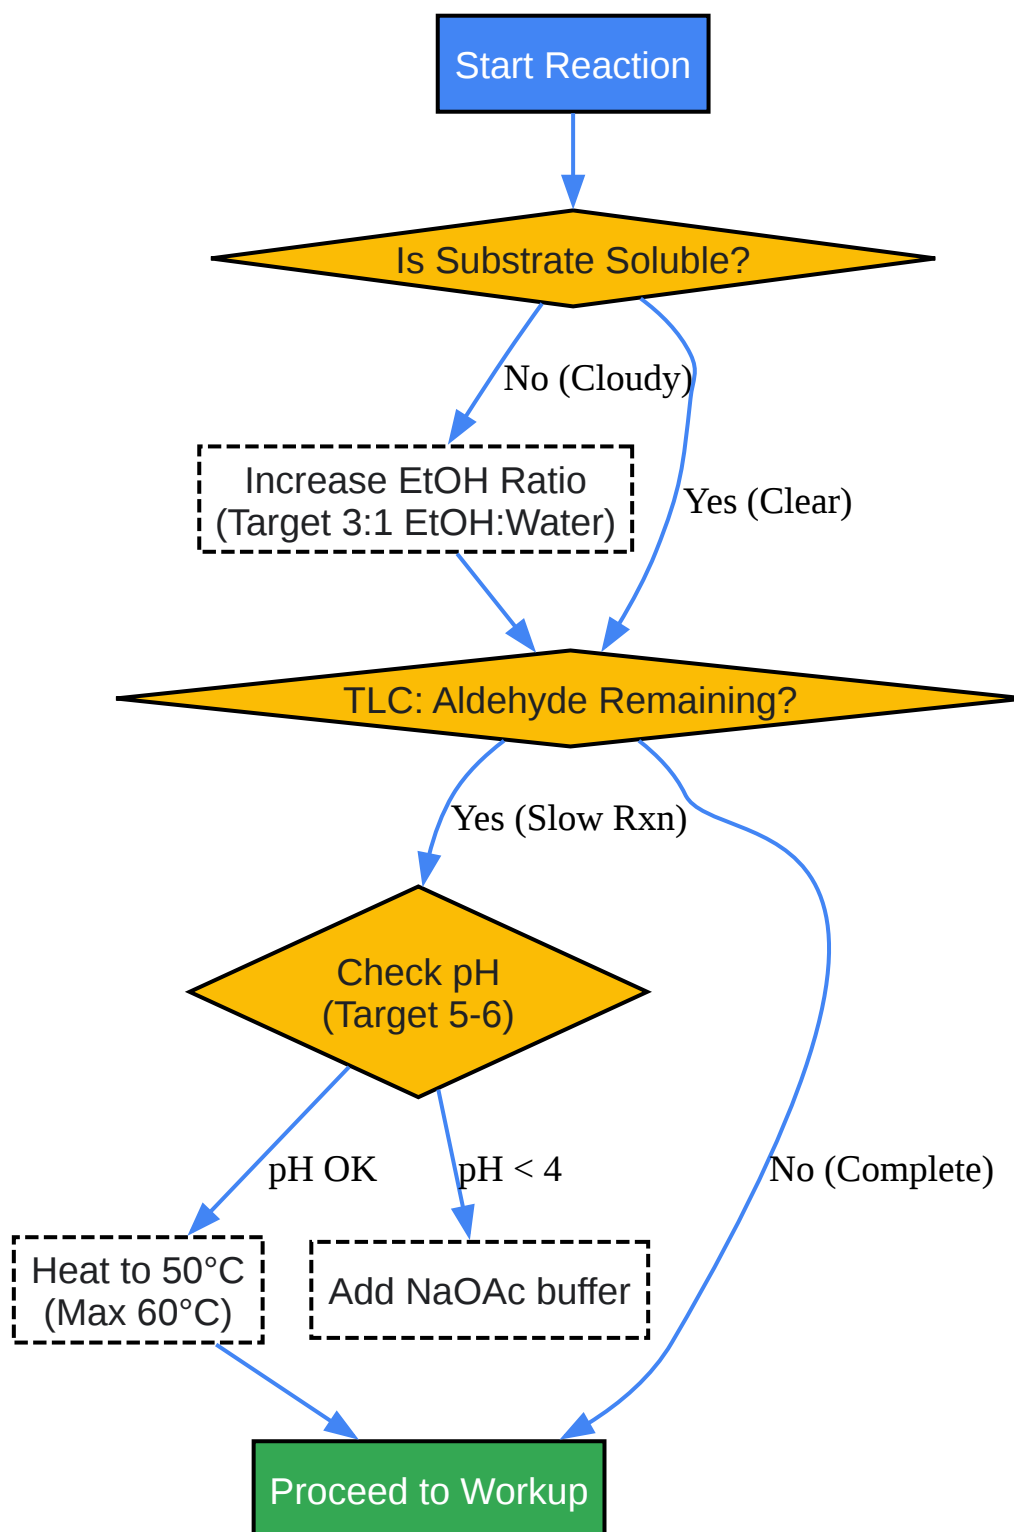 Start Reaction
Is Substrate Soluble?
No (Cloudy)
Increase EtOH Ratio
(Target 3:1 EtOH:Water)
Yes (Clear)
TLC: Aldehyde Remaining?
Yes (Slow Rxn)
Check pH
(Target 5-6)
pH OK
pH < 4
No (Complete)
Heat to 50°C
(Max 60°C)
Add NaOAc buffer
Proceed to Workup